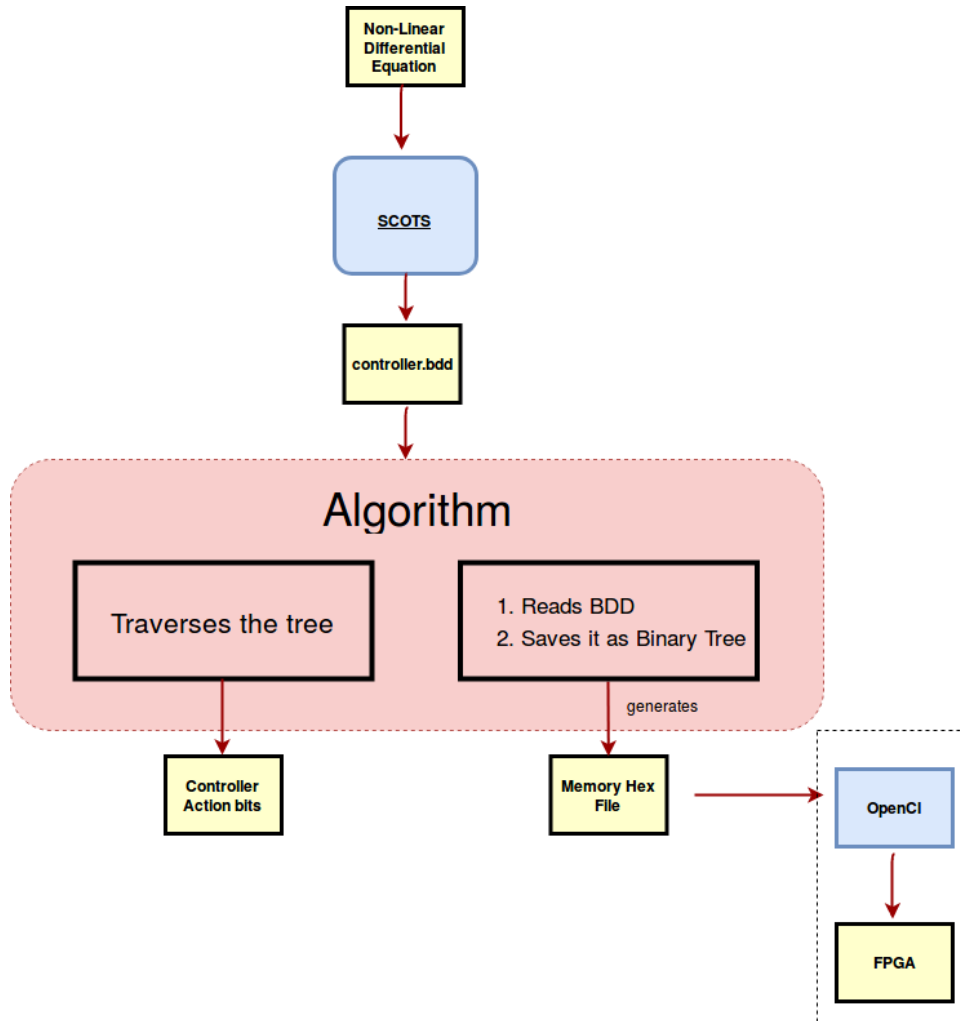 Non-Linear
Differential
Equation
SCOTS
controller.bdd
Algorithm
Traverses the tree
1. Reads BDD
2. Saves it as Binary Tree
generates
Controller
Action bits
Memory Hex
File
OpenCl
FPGA